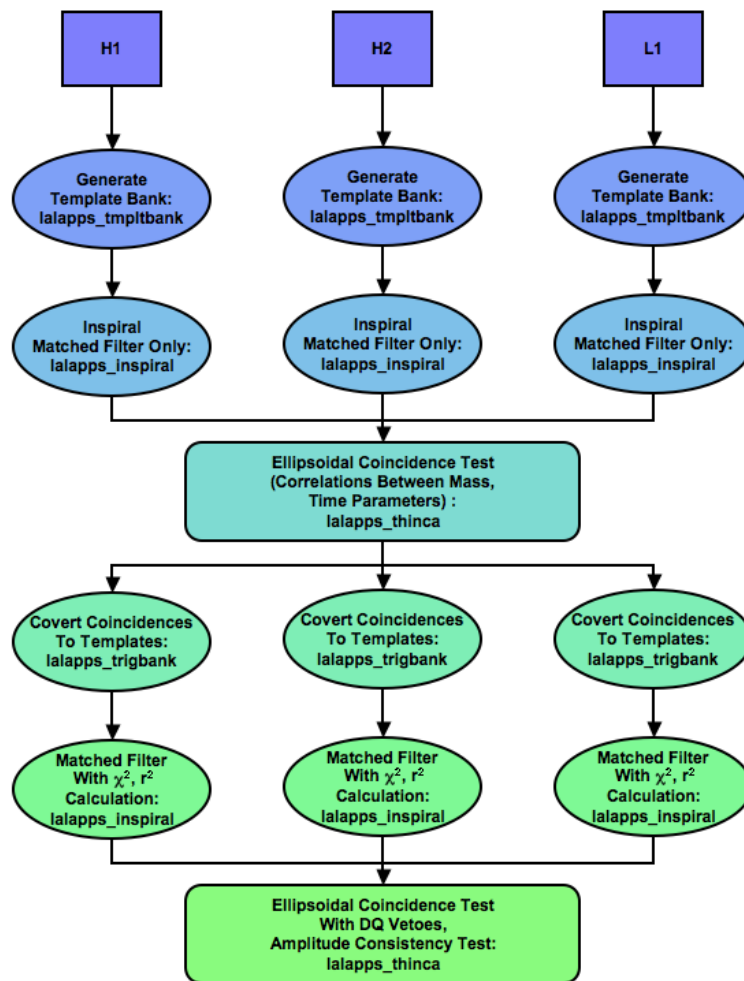 H1
H2
L1
Generate
Template Bank:
lalapps_tmpltbank
Generate
Template Bank:
lalapps_tmpltbank
Generate
Template Bank:
lalapps_tmpltbank
Inspiral
Matched Filter Only:
lalapps_inspiral
Inspiral
Matched Filter Only:
lalapps_inspiral
Inspiral
Matched Filter Only:
lalapps_inspiral
Ellipsoidal Coincidence Test
(Correlations Between Mass,
Time Parameters) :
lalapps_thinca
Covert Coincidences
To Templates:
lalapps_trigbank
Covert Coincidences
To Templates:
lalapps_trigbank
Covert Coincidences
To Templates:
lalapps_trigbank
Matched Filter
With χ², r²
Calculation:
lalapps_inspiral
Matched Filter
With χ², r²
Calculation:
lalapps_inspiral
Matched Filter
With χ², r²
Calculation:
lalapps_inspiral
Ellipsoidal Coincidence Test
With DQ Vetoes,
Amplitude Consistency Test:
lalapps_thinca